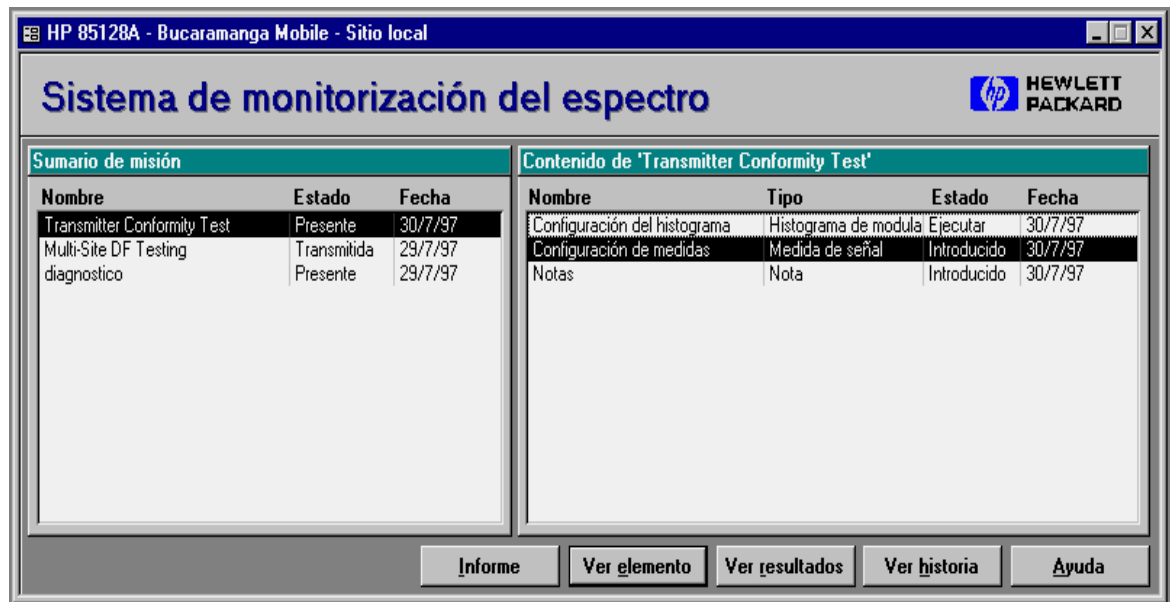 HP 85128A - Bucaramanga Mobile - Sitio local
Sistema de monitorización del espectro
hp HEWLETT PACKARD
Sumario de misión
Nombre Estado Fecha
Transmitter Conformity Test Presente 30/7/97
Multi-Site DF Testing Transmitida 29/7/97
diagnostico Presente 29/7/97
Contenido de 'Transmitter Conformity Test'
Nombre Tipo Estado Fecha
Configuración del histograma Histograma de modula Ejecutar 30/7/97
Configuración de medidas Medida de señal Introducido 30/7/97
Notas Nota Introducido 30/7/97
Informe Ver elemento Ver resultados Ver historia Ayuda